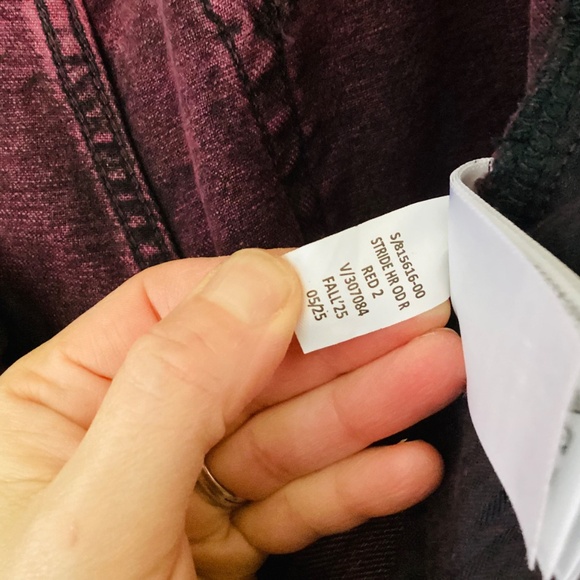 S/815616-00
STRIDE HR OD R
RED 2
V/307084
FALL'25
05/25